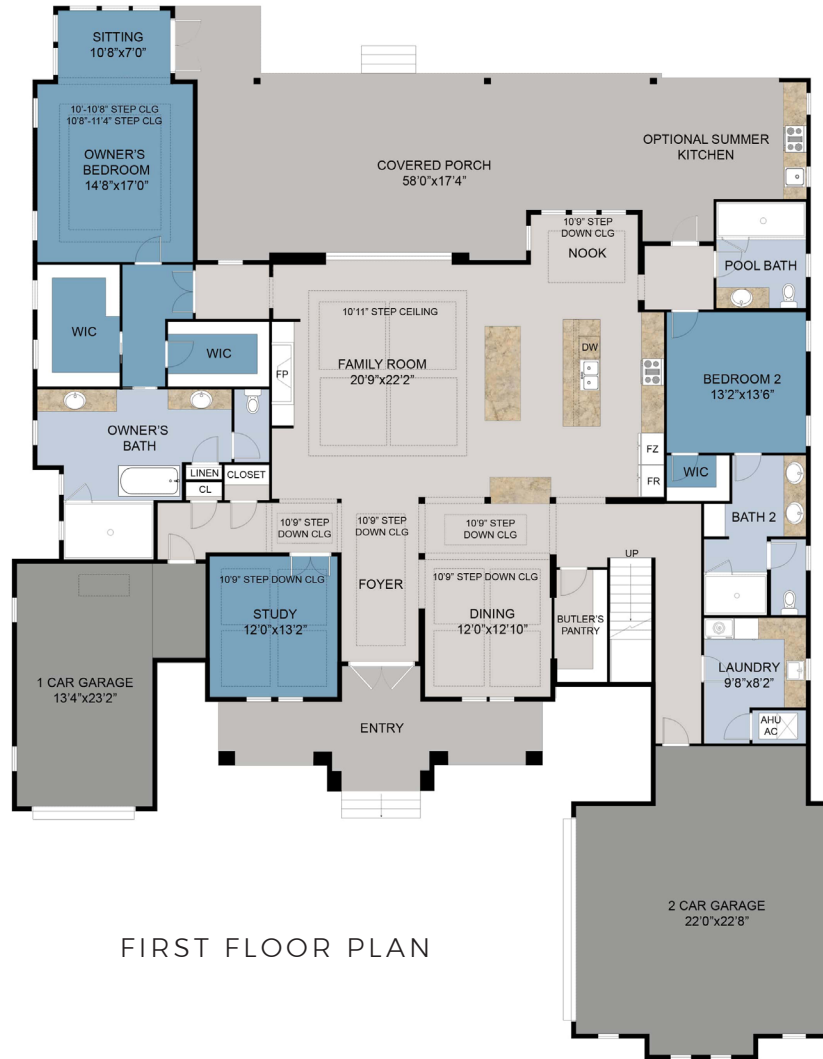 SITTING
10'8"x7'0"
10'-10'8" STEP CLG
10'8"-11'4" STEP CLG
OWNER'S
BEDROOM
14'8"x17'0"
COVERED PORCH
58'0"x17'4"
OPTIONAL SUMMER
KITCHEN
10'9" STEP
DOWN CLG
NOOK
POOL BATH
WIC
WIC
10'11" STEP CEILING
FAMILY ROOM
20'9"x22'2"
FP
DW
BEDROOM 2
13'2"x13'6"
OWNER'S
BATH
LINEN
CLOSET
CL
FZ
FR
WIC
BATH 2
10'9" STEP
DOWN CLG
10'9" STEP
DOWN CLG
10'9" STEP
DOWN CLG
UP
10'9" STEP DOWN CLG
STUDY
12'0"x13'2"
FOYER
10'9" STEP DOWN CLG
DINING
12'0"x12'10"
BUTLER'S
PANTRY
LAUNDRY
9'8"x8'2"
AHU
AC
1 CAR GARAGE
13'4"x23'2"
ENTRY
2 CAR GARAGE
22'0"x22'8"
FIRST FLOOR PLAN